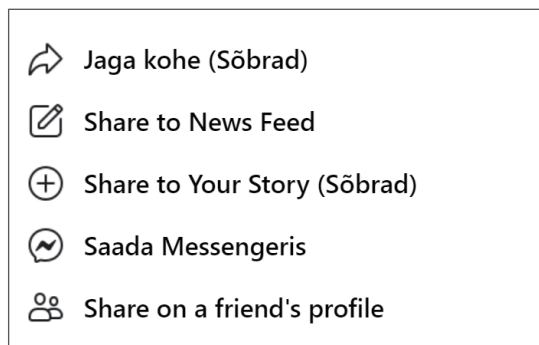 Jaga kohe (Sõbrad)
Share to News Feed
Share to Your Story (Sõbrad)
Saada Messengeris
Share on a friend's profile